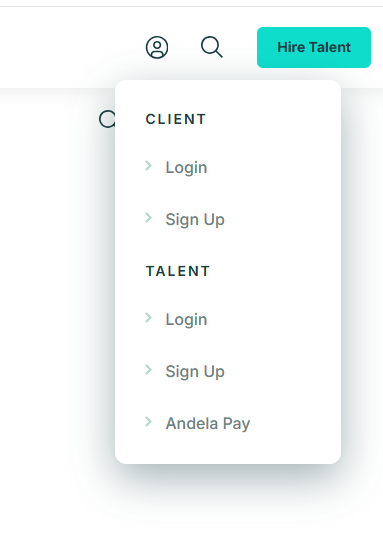 Hire Talent
CLIENT
Login
Sign Up
TALENT
Login
Sign Up
Andela Pay